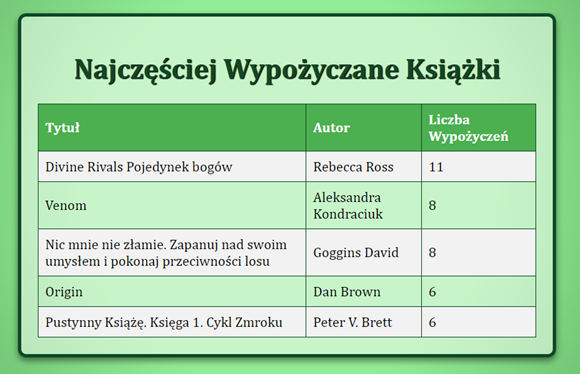 Najczęściej Wypożyczane Książki
Tytuł
Autor
Liczba
Wypożyczeń
Divine Rivals Pojedynek bogów
Rebecca Ross
11
Venom
Aleksandra
Kondraciuk
8
Nic mnie nie złamie. Zapanuj nad swoim
umysłem i pokonaj przeciwności losu
Goggins David
8
Origin
Dan Brown
6
Pustynny Książę. Księga 1. Cykl Zmroku
Peter V. Brett
6